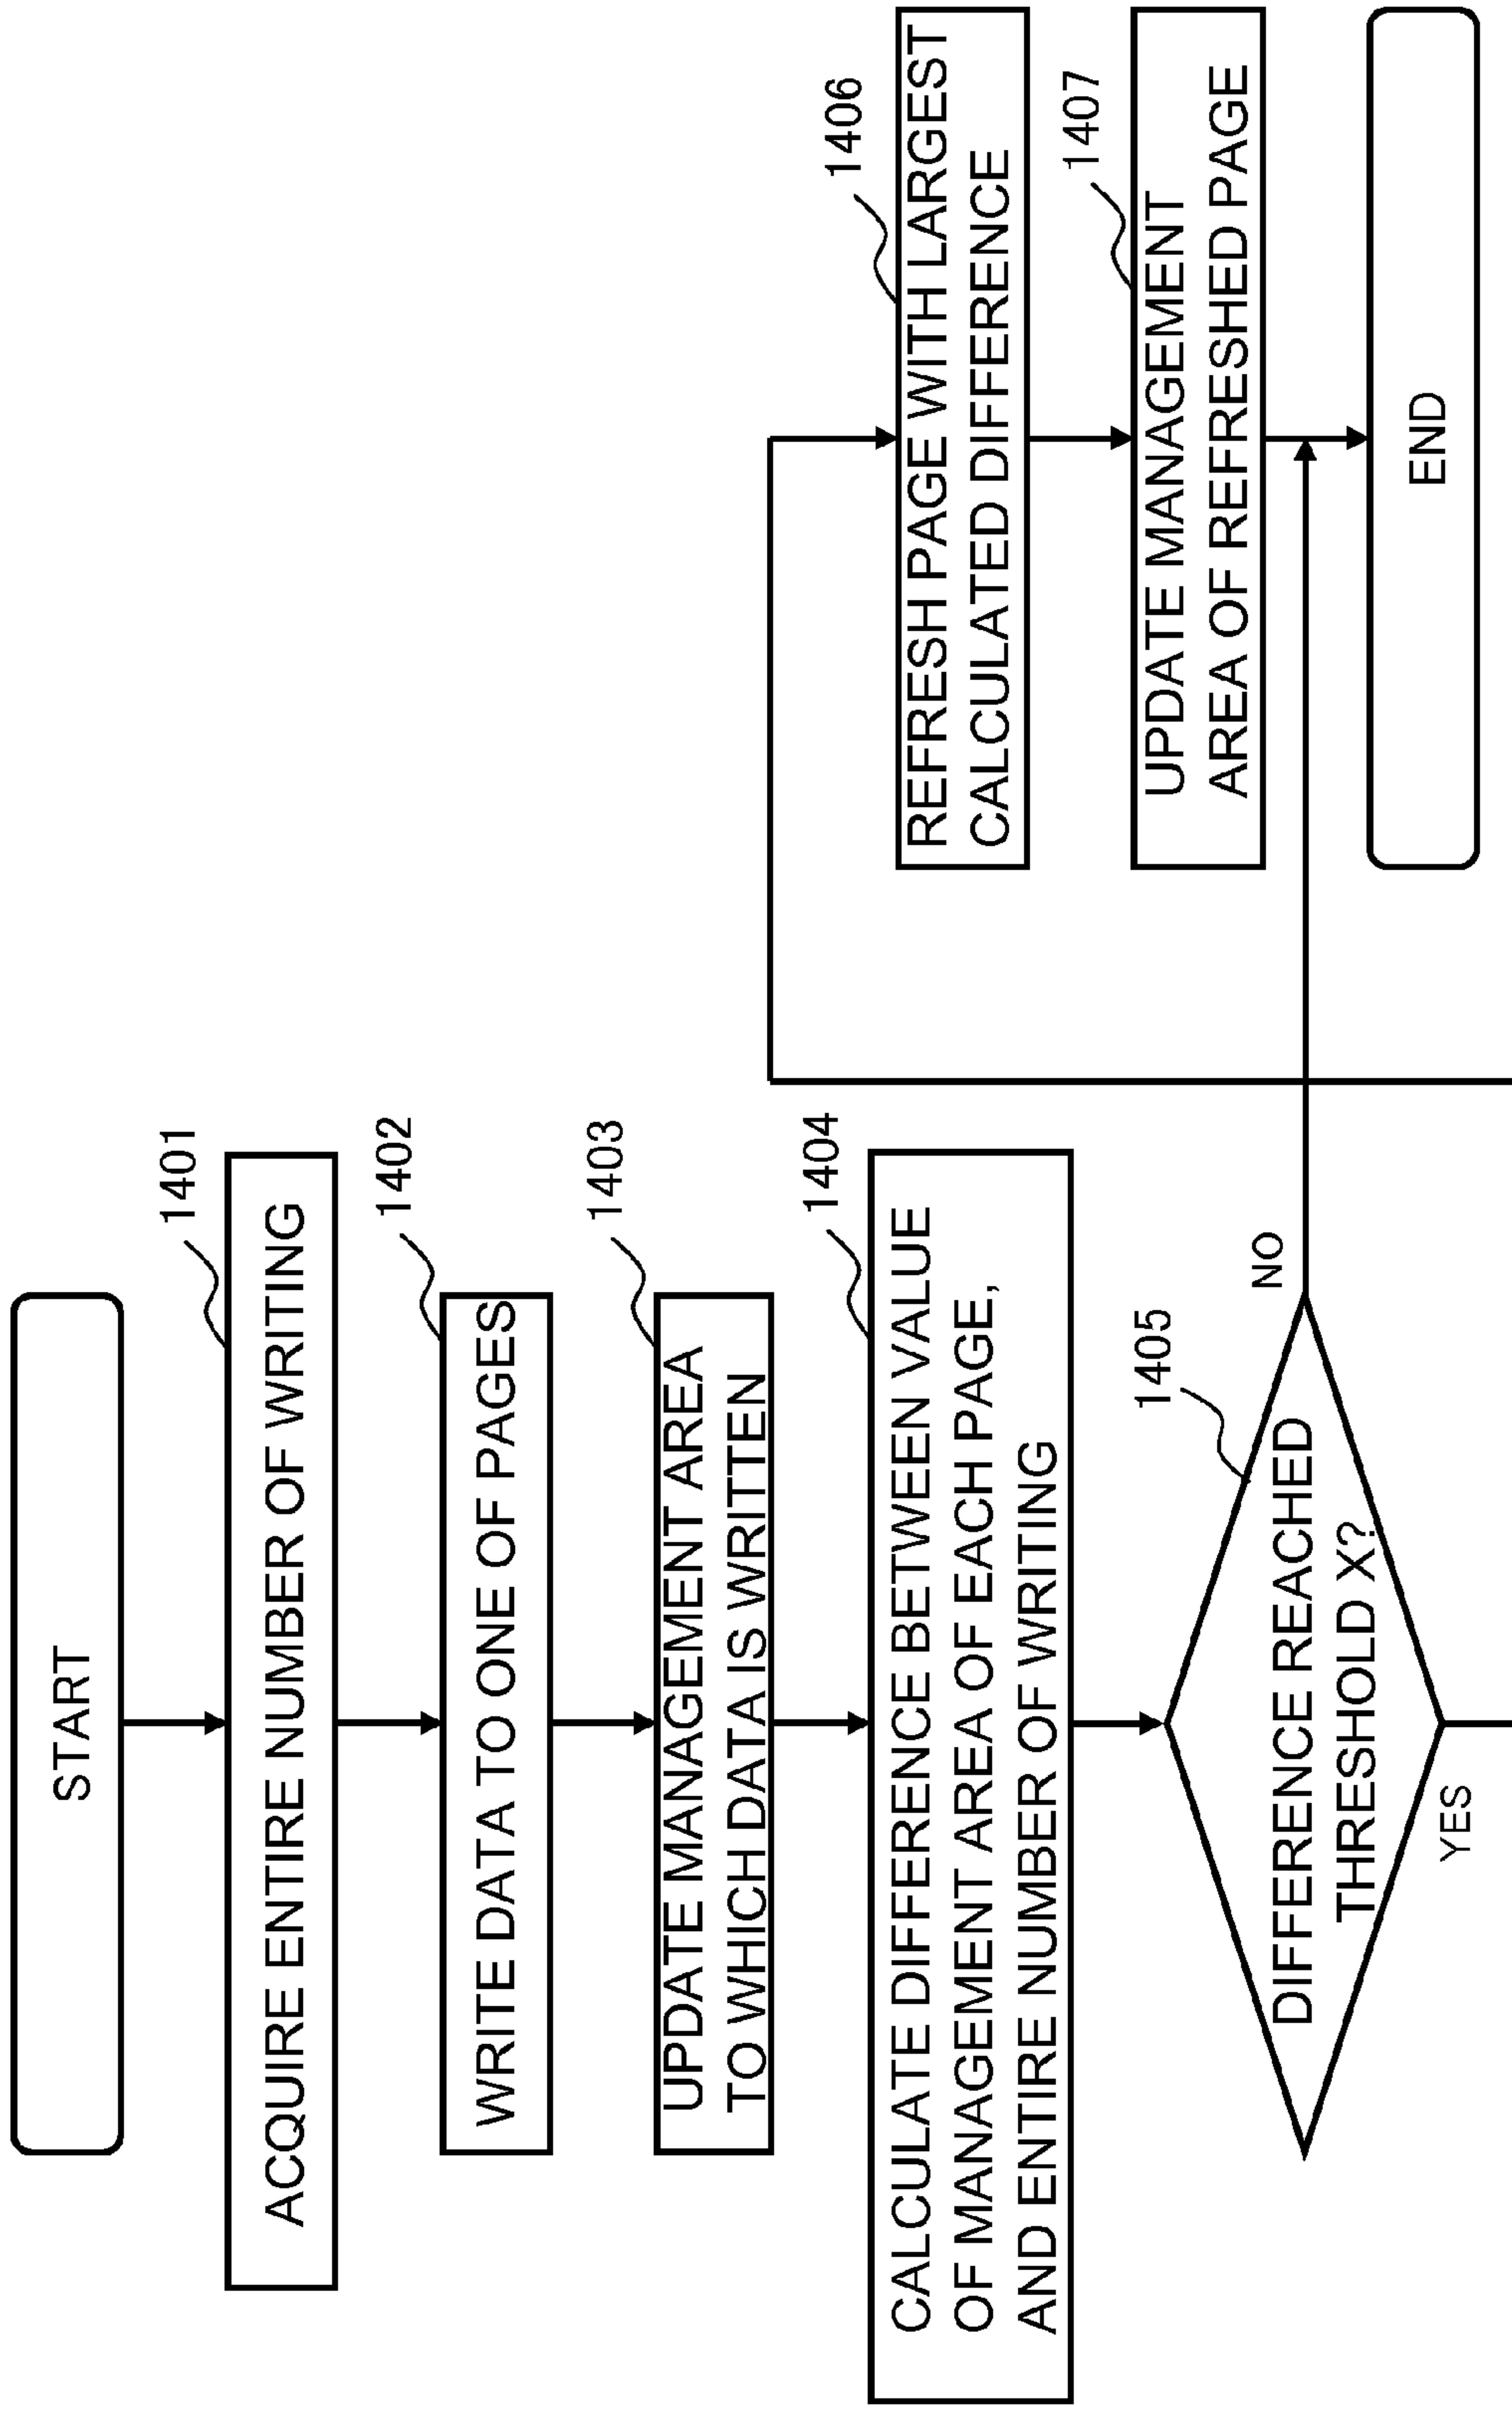 START
1401
ACQUIRE ENTIRE NUMBER OF WRITING
1402
WRITE DATA TO ONE OF PAGES
1403
UPDATE MANAGEMENT AREA
TO WHICH DATA IS WRITTEN
1404
CALCULATE DIFFERENCE BETWEEN VALUE
OF MANAGEMENT AREA OF EACH PAGE,
AND ENTIRE NUMBER OF WRITING
1405
DIFFERENCE REACHED
THRESHOLD X?
NO
YES
1406
REFRESH PAGE WITH LARGEST
CALCULATED DIFFERENCE
1407
UPDATE MANAGEMENT
AREA OF REFRESHED PAGE
END